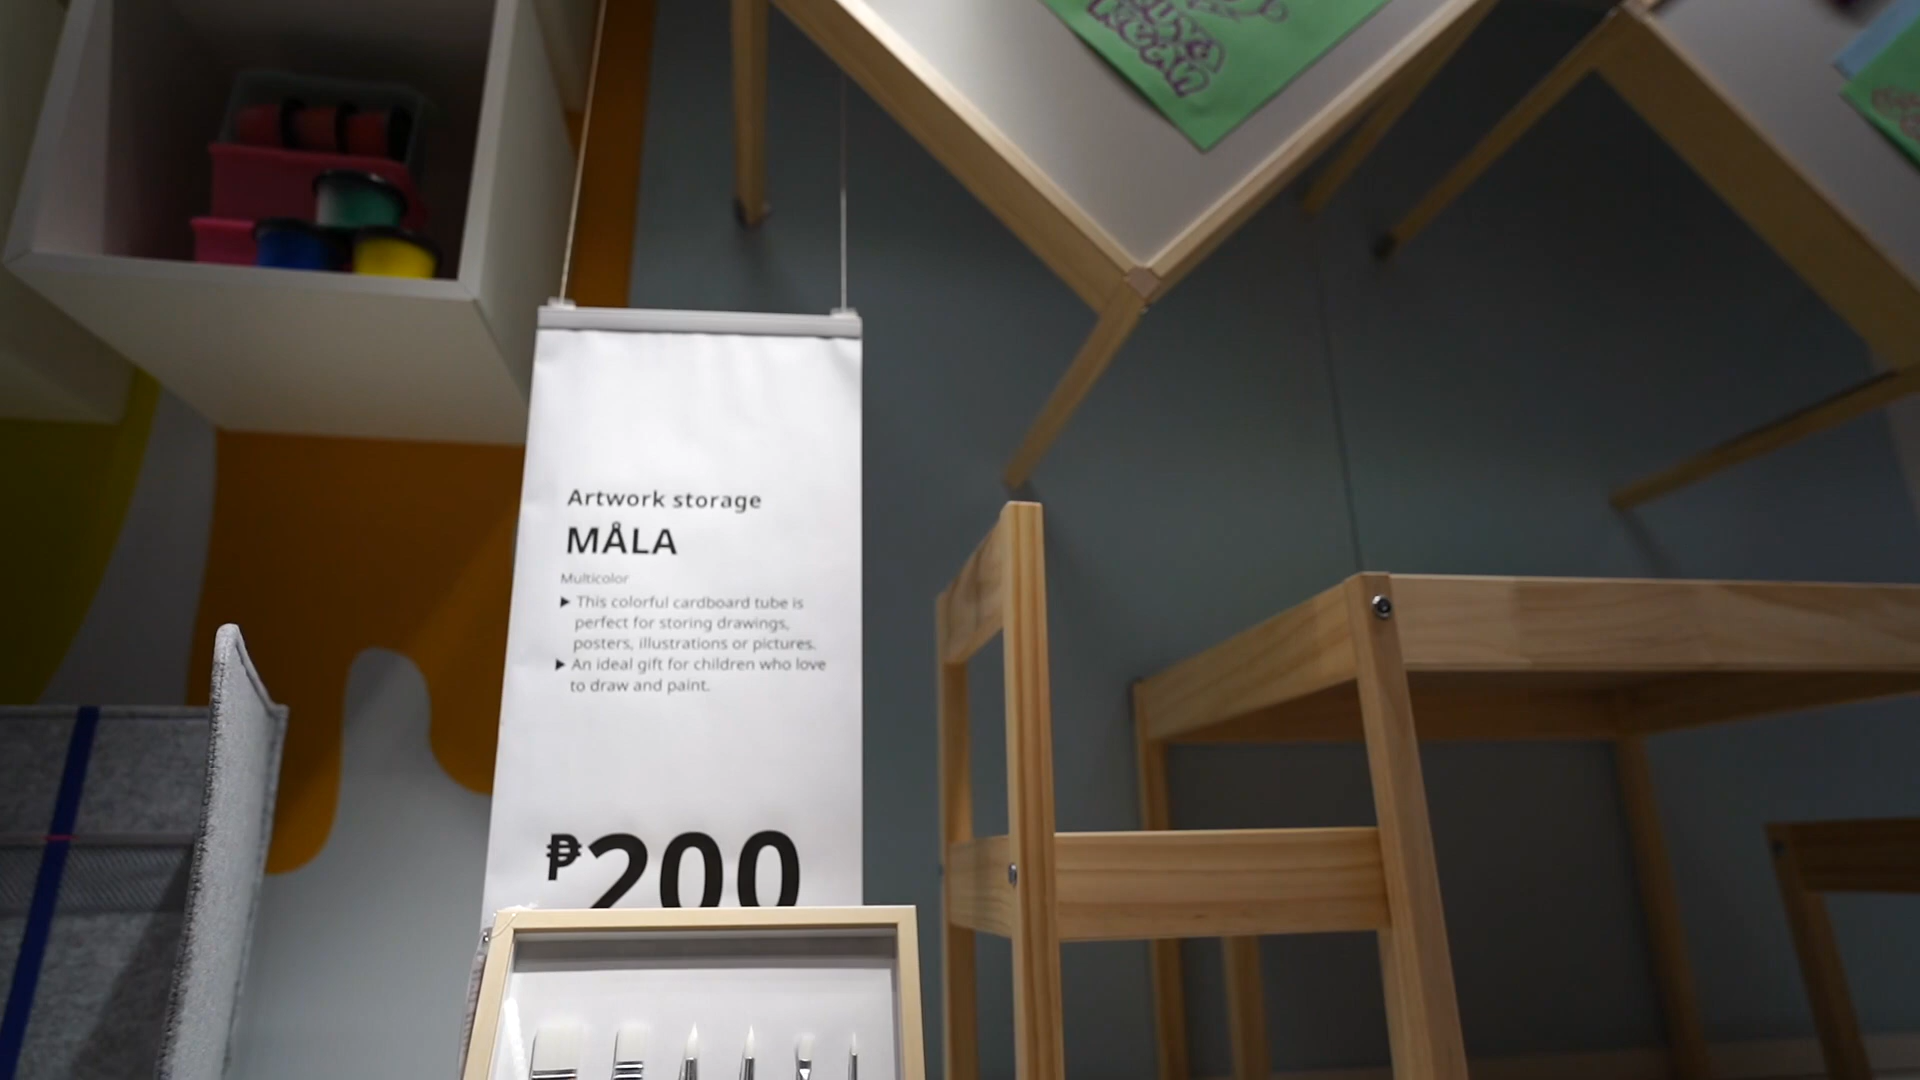 Artwork storage
MÅLA
Multicolor
▶ This colorful cardboard tube is
perfect for storing drawings,
posters, illustrations or pictures.
▶ An ideal gift for children who love
to draw and paint.
₱200